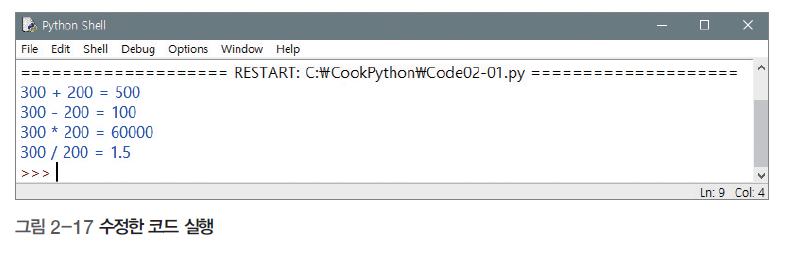 Python Shell
File Edit Shell Debug Options Window Help
==================== RESTART: C:₩CookPython₩Code02-01.py ====================
300 + 200 = 500
300 - 200 = 100
300 * 200 = 60000
300 / 200 = 1.5
>>>
Ln: 9 Col: 4
그림 2-17 수정한 코드 실행